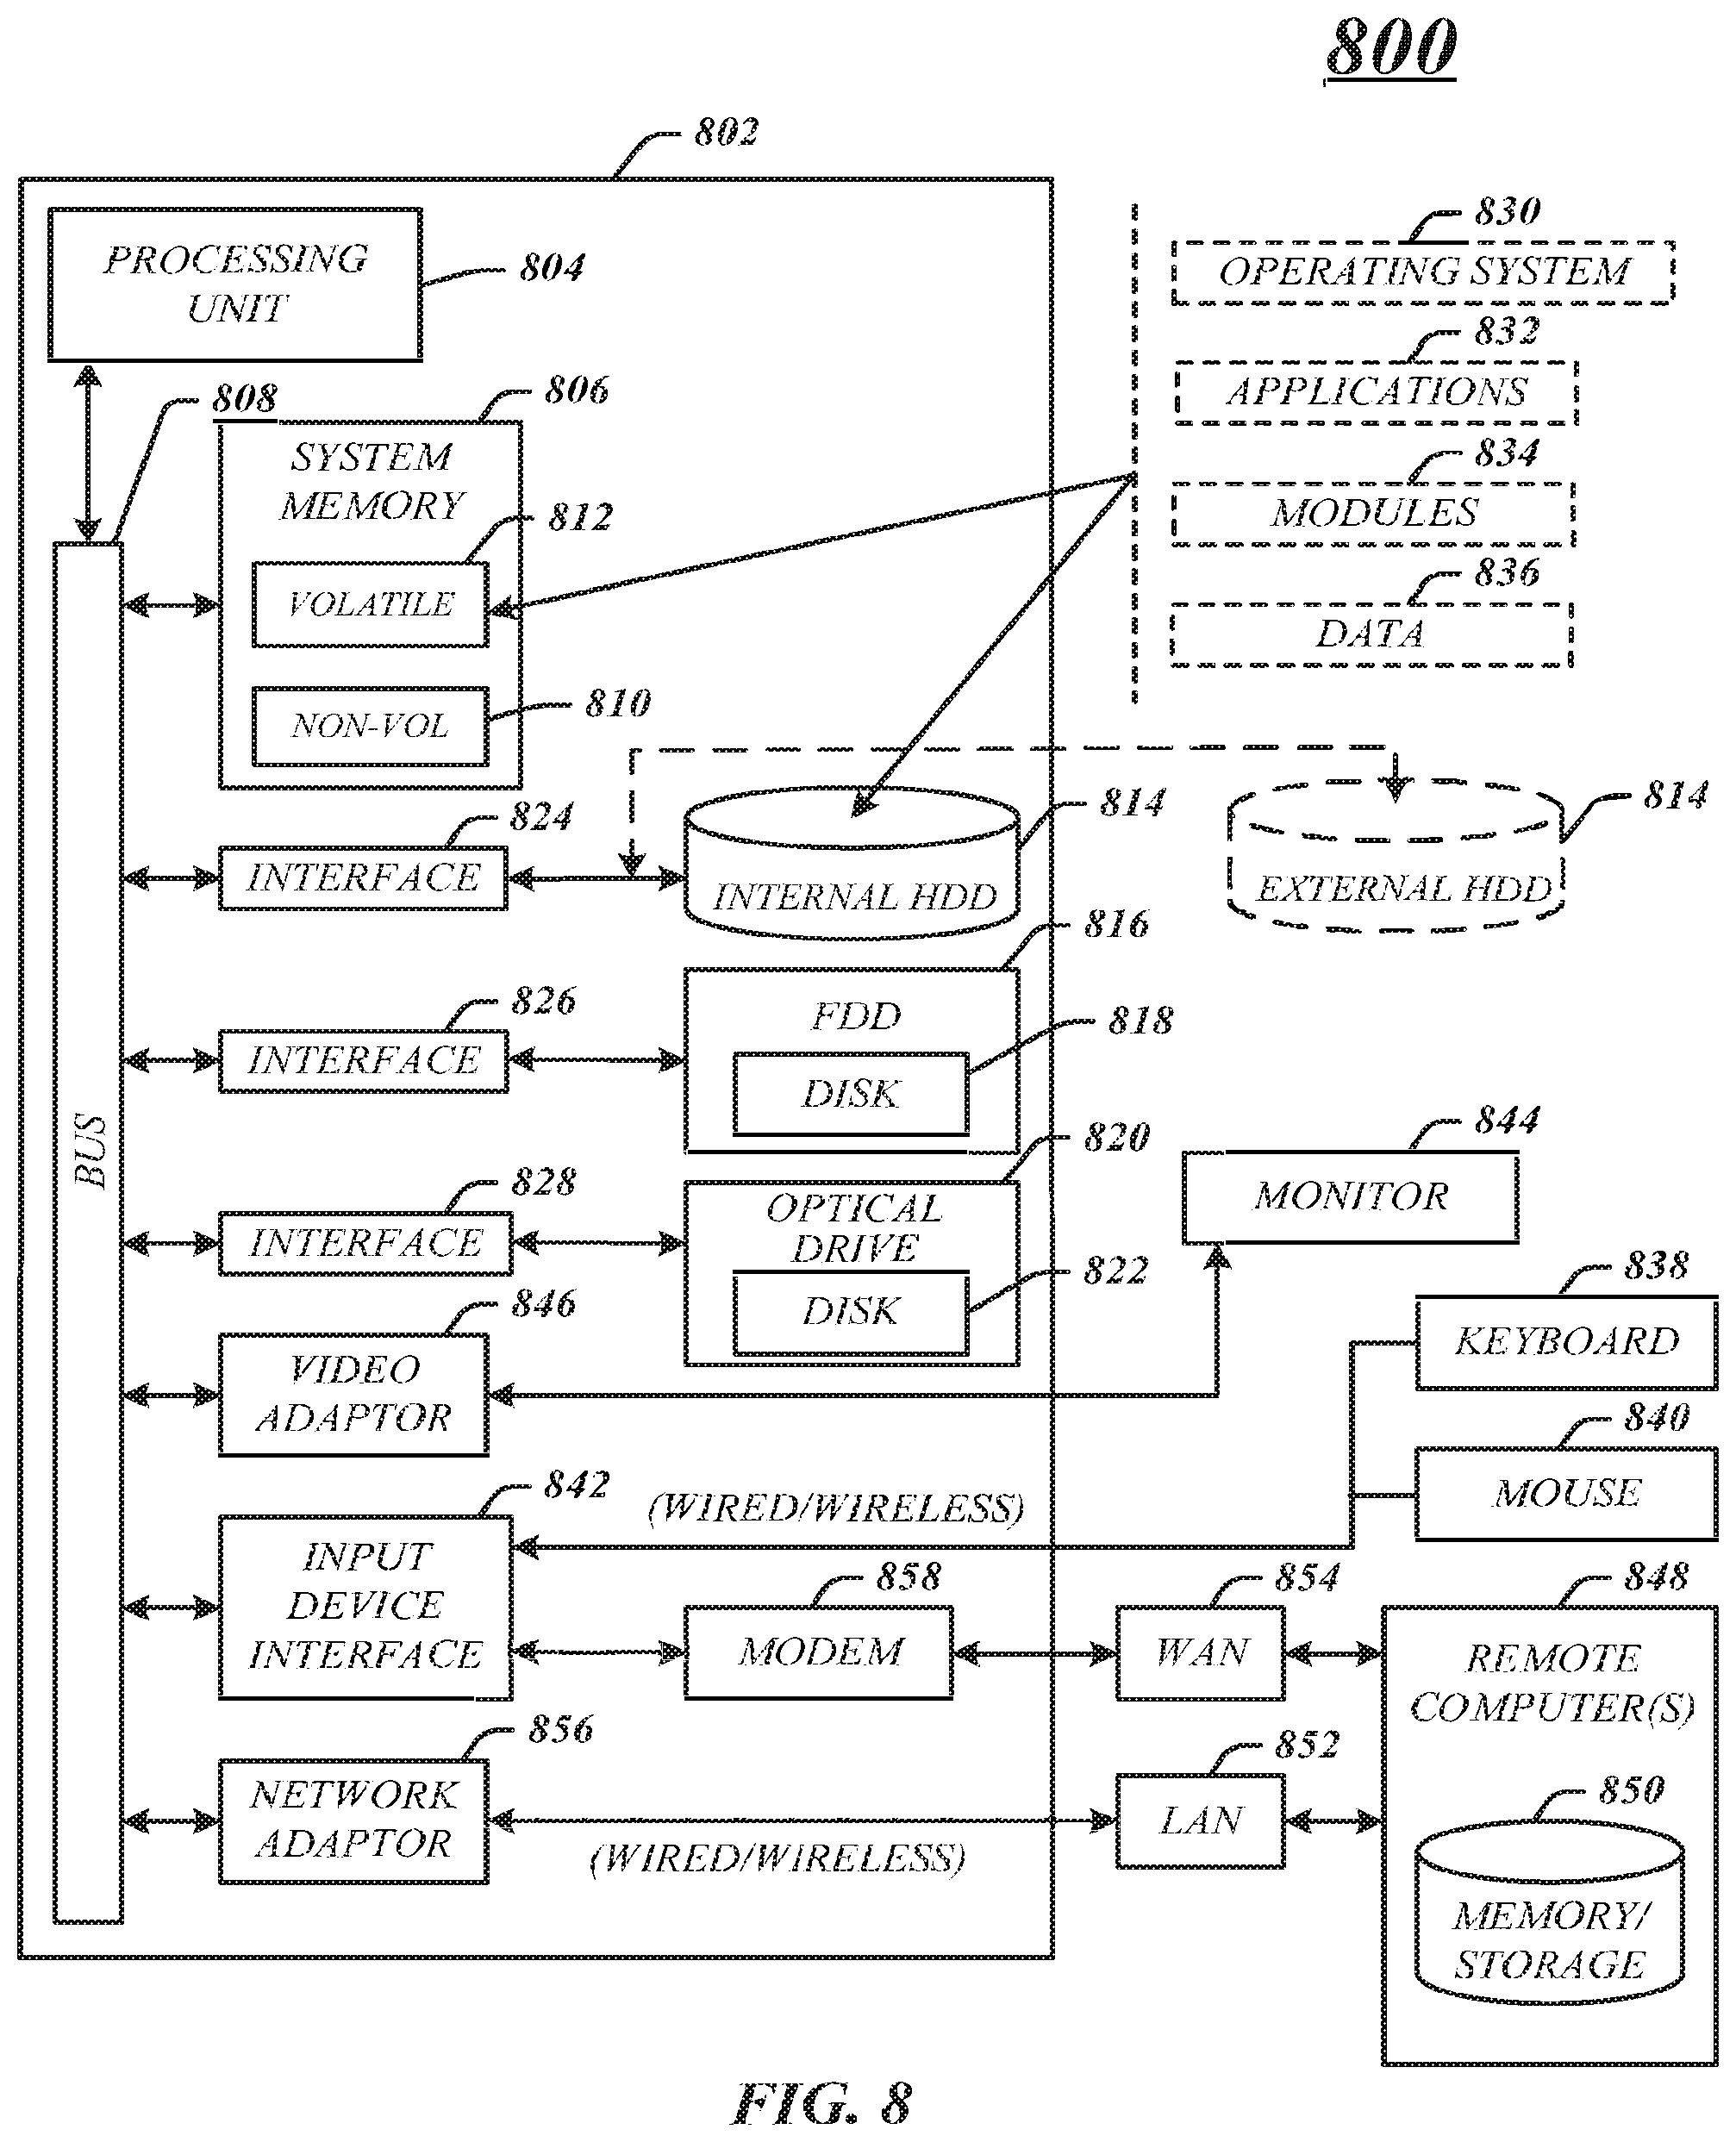 800
802
PROCESSING
UNIT
804
830
OPERATING SYSTEM
832
APPLICATIONS
834
MODULES
836
DATA
808
806
SYSTEM
MEMORY
812
VOLATILE
810
NON-VOL
BUS
824
INTERFACE
814
INTERNAL HDD
814
EXTERNAL HDD
826
INTERFACE
816
FDD
818
DISK
828
INTERFACE
820
OPTICAL
DRIVE
822
DISK
844
MONITOR
846
VIDEO
ADAPTOR
838
KEYBOARD
840
MOUSE
842
INPUT
DEVICE
INTERFACE
(WIRED/WIRELESS)
858
MODEM
854
WAN
848
REMOTE
COMPUTER(S)
856
NETWORK
ADAPTOR
(WIRED/WIRELESS)
852
LAN
850
MEMORY/
STORAGE
FIG. 8